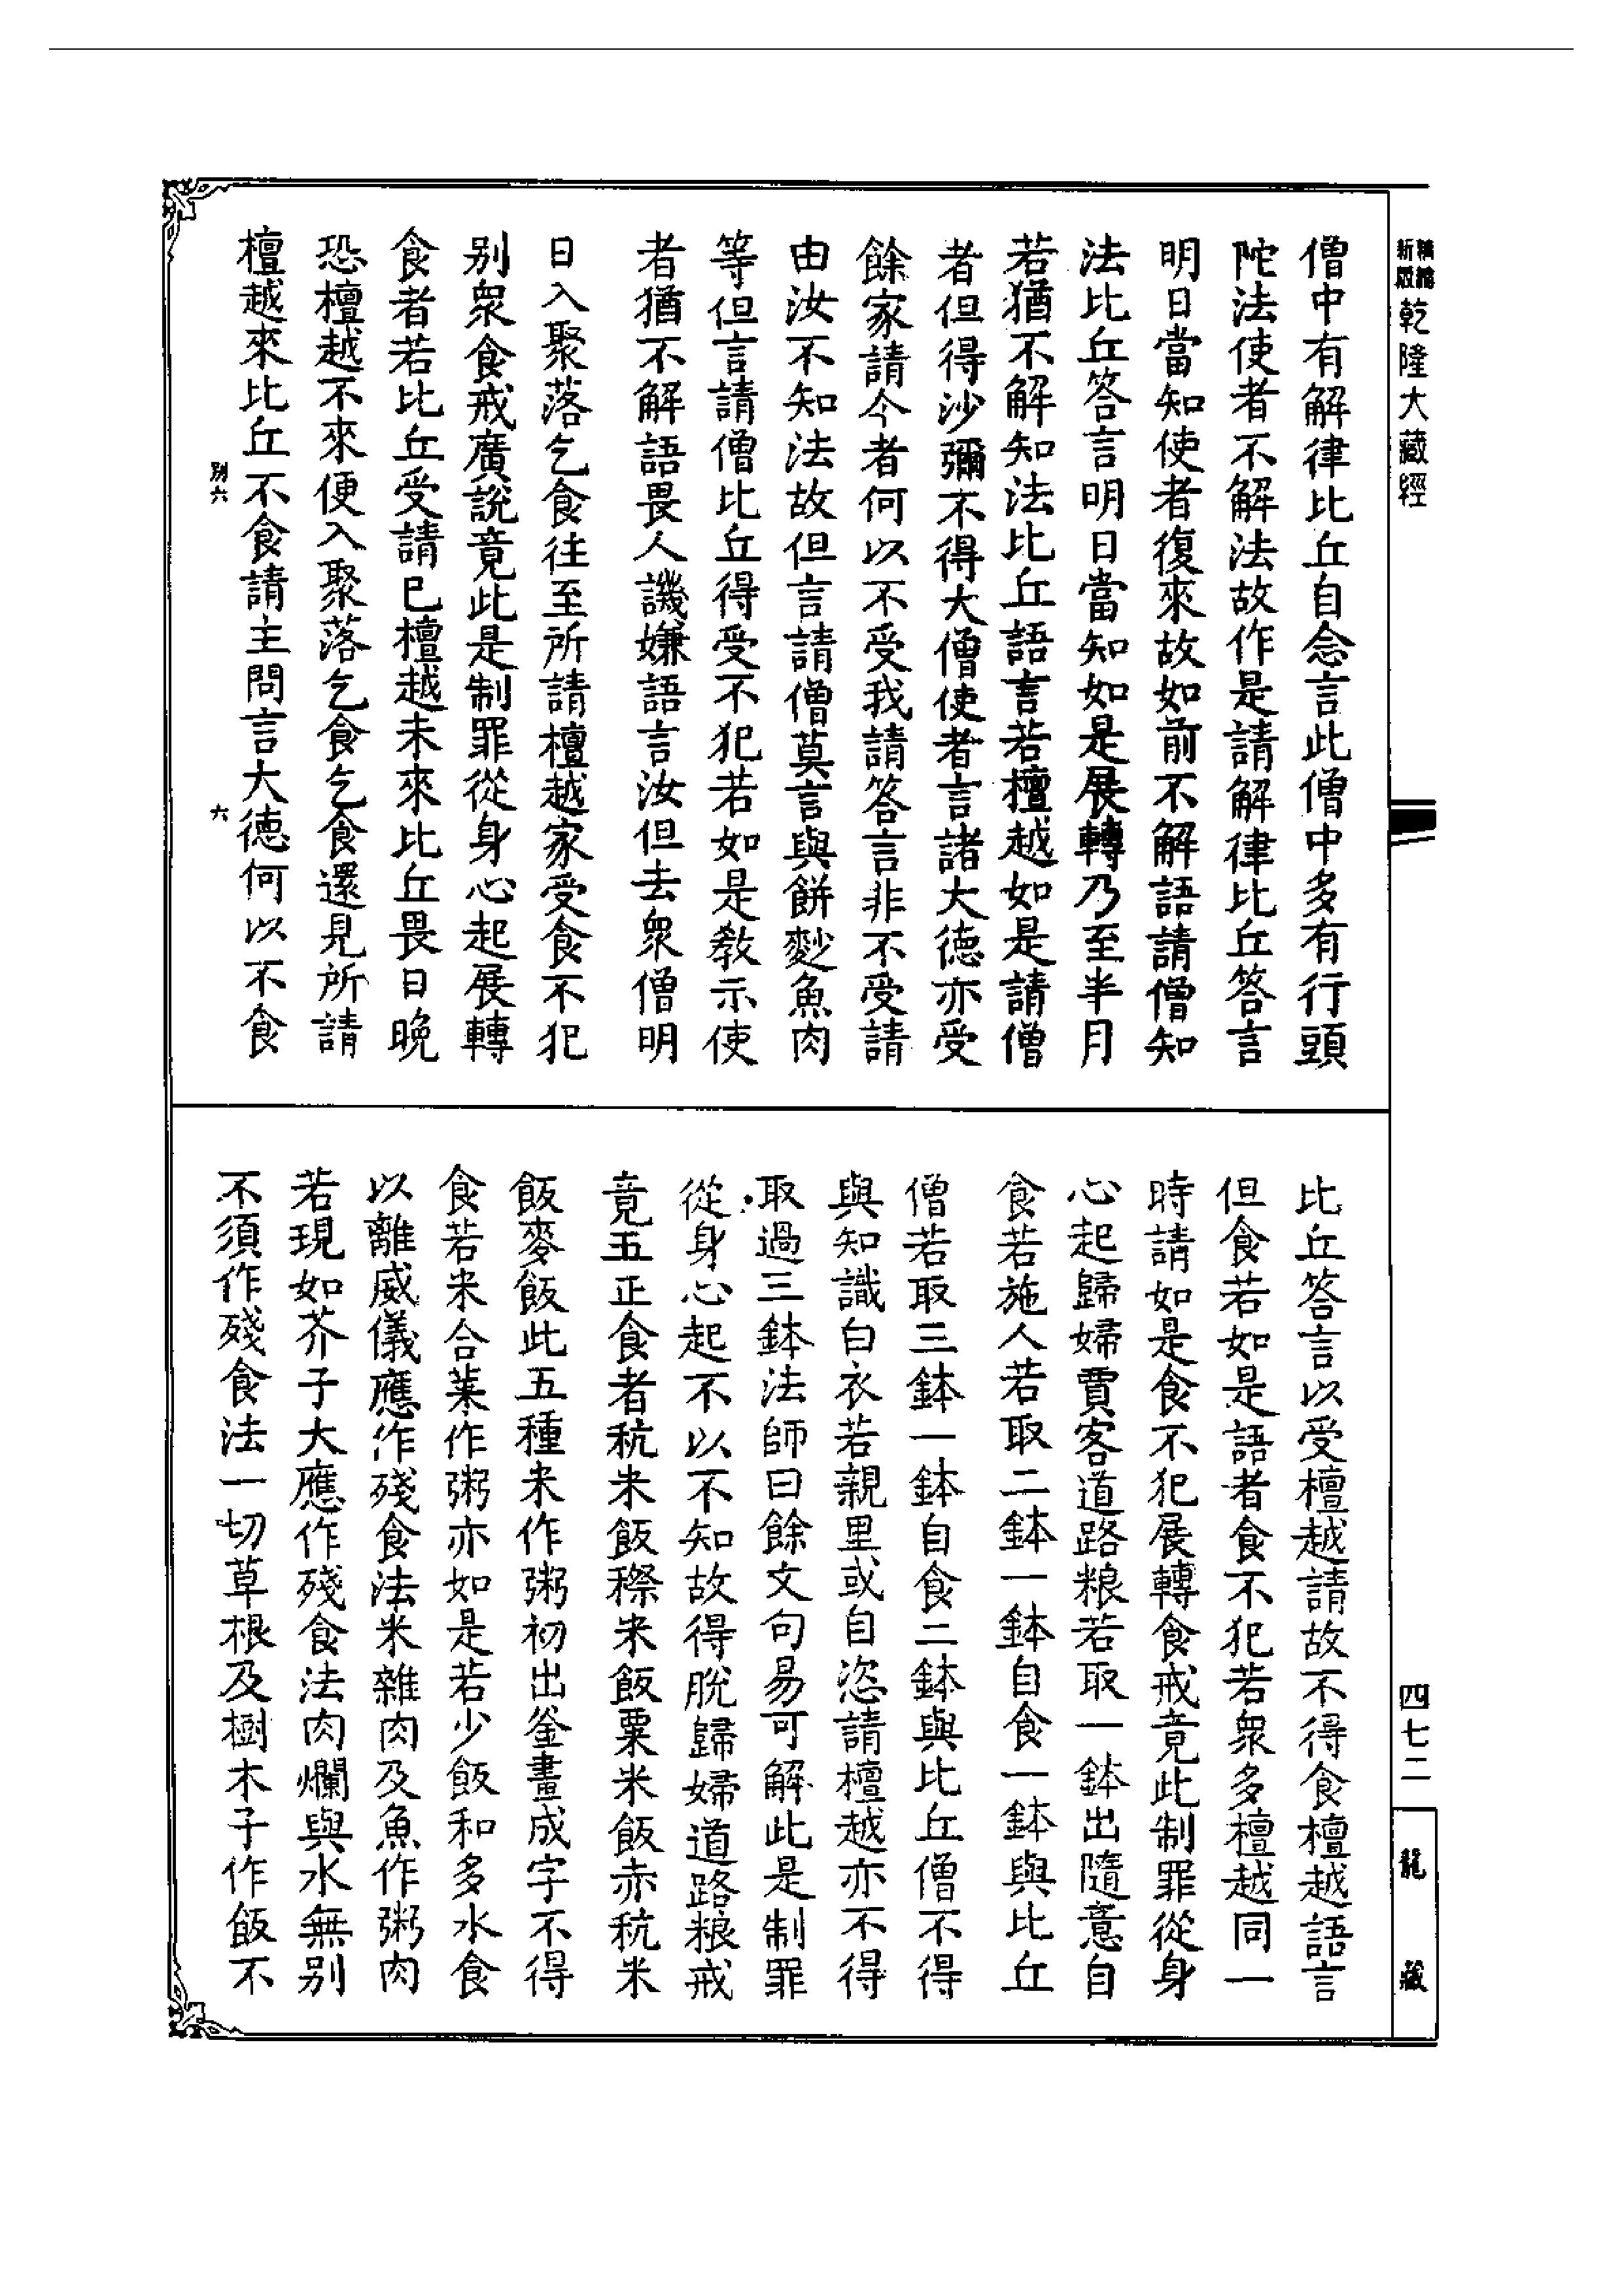 新版
精編
乾隆大藏經
四七二
龍藏
僧中有解律比丘自念言此僧中多有行頭
陀法使者不解法故作是請解律比丘答言
明日當知使者復來故如前不解語請僧知
法比丘答言明日當知如是展轉乃至半月
若猶不解知法比丘語言若檀越如是請僧
者但得沙彌不得大僧使者言諸大德亦受
餘家請今者何以不受我請答言非不受請
由汝不知法故但言請僧莫言與餅麨魚肉
等但言請僧比丘得受不犯若如是教示使
者猶不解語畏人譏嫌語言汝但去眾僧明
日入聚落乞食往至所請檀越家受食不犯
別眾食戒廣說竟此是制罪從身心起展轉
食者若比丘受請已檀越未來比丘畏日晚
恐檀越不來便入聚落乞食乞食還見所請
檀越來比丘不食請主問言大德何以不食
別六
六
比丘答言以受檀越請故不得食檀越語言
但食若如是語者食不犯若眾多檀越同一
時請如是食不犯展轉食戒竟此制罪從身
心起歸婦賈客道路粮若取一鉢出隨意自
食若施人若取二鉢一鉢自食一鉢與比丘
僧若取三鉢一鉢自食二鉢與比丘僧不得
與知識白衣若親里或自恣請檀越亦不得
取過三鉢法師曰餘文句易可解此是制罪
從身心起不以不知故得脫歸婦道路粮戒
竟五正食者秔米飯穄米飯粟米飯赤秔米
飯麥飯此五種米作粥初出釜畫成字不得
食若米合菜作粥亦如是若少飯和多水食
以離威儀應作殘食法米雜肉及魚作粥肉
若現如芥子大應作殘食法肉爛與水無別
不須作殘食法一切草根及樹木子作飯不